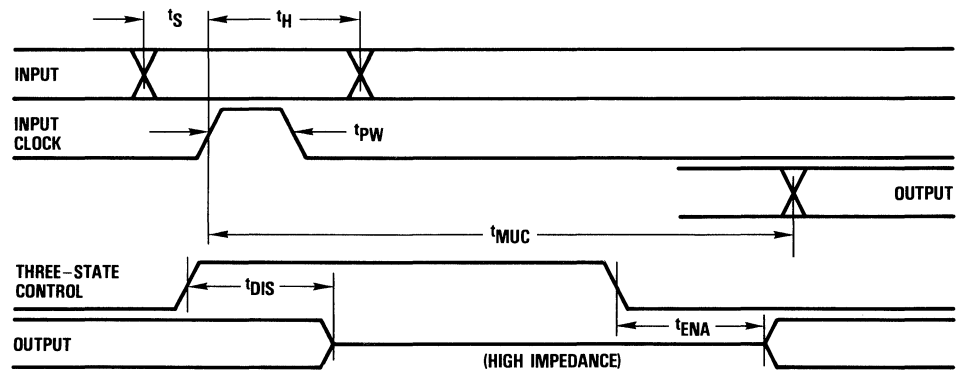 tS
tH
INPUT
INPUT
CLOCK
tPW
OUTPUT
tMUC
THREE-STATE
CONTROL
tDIS
tENA
OUTPUT
(HIGH IMPEDANCE)